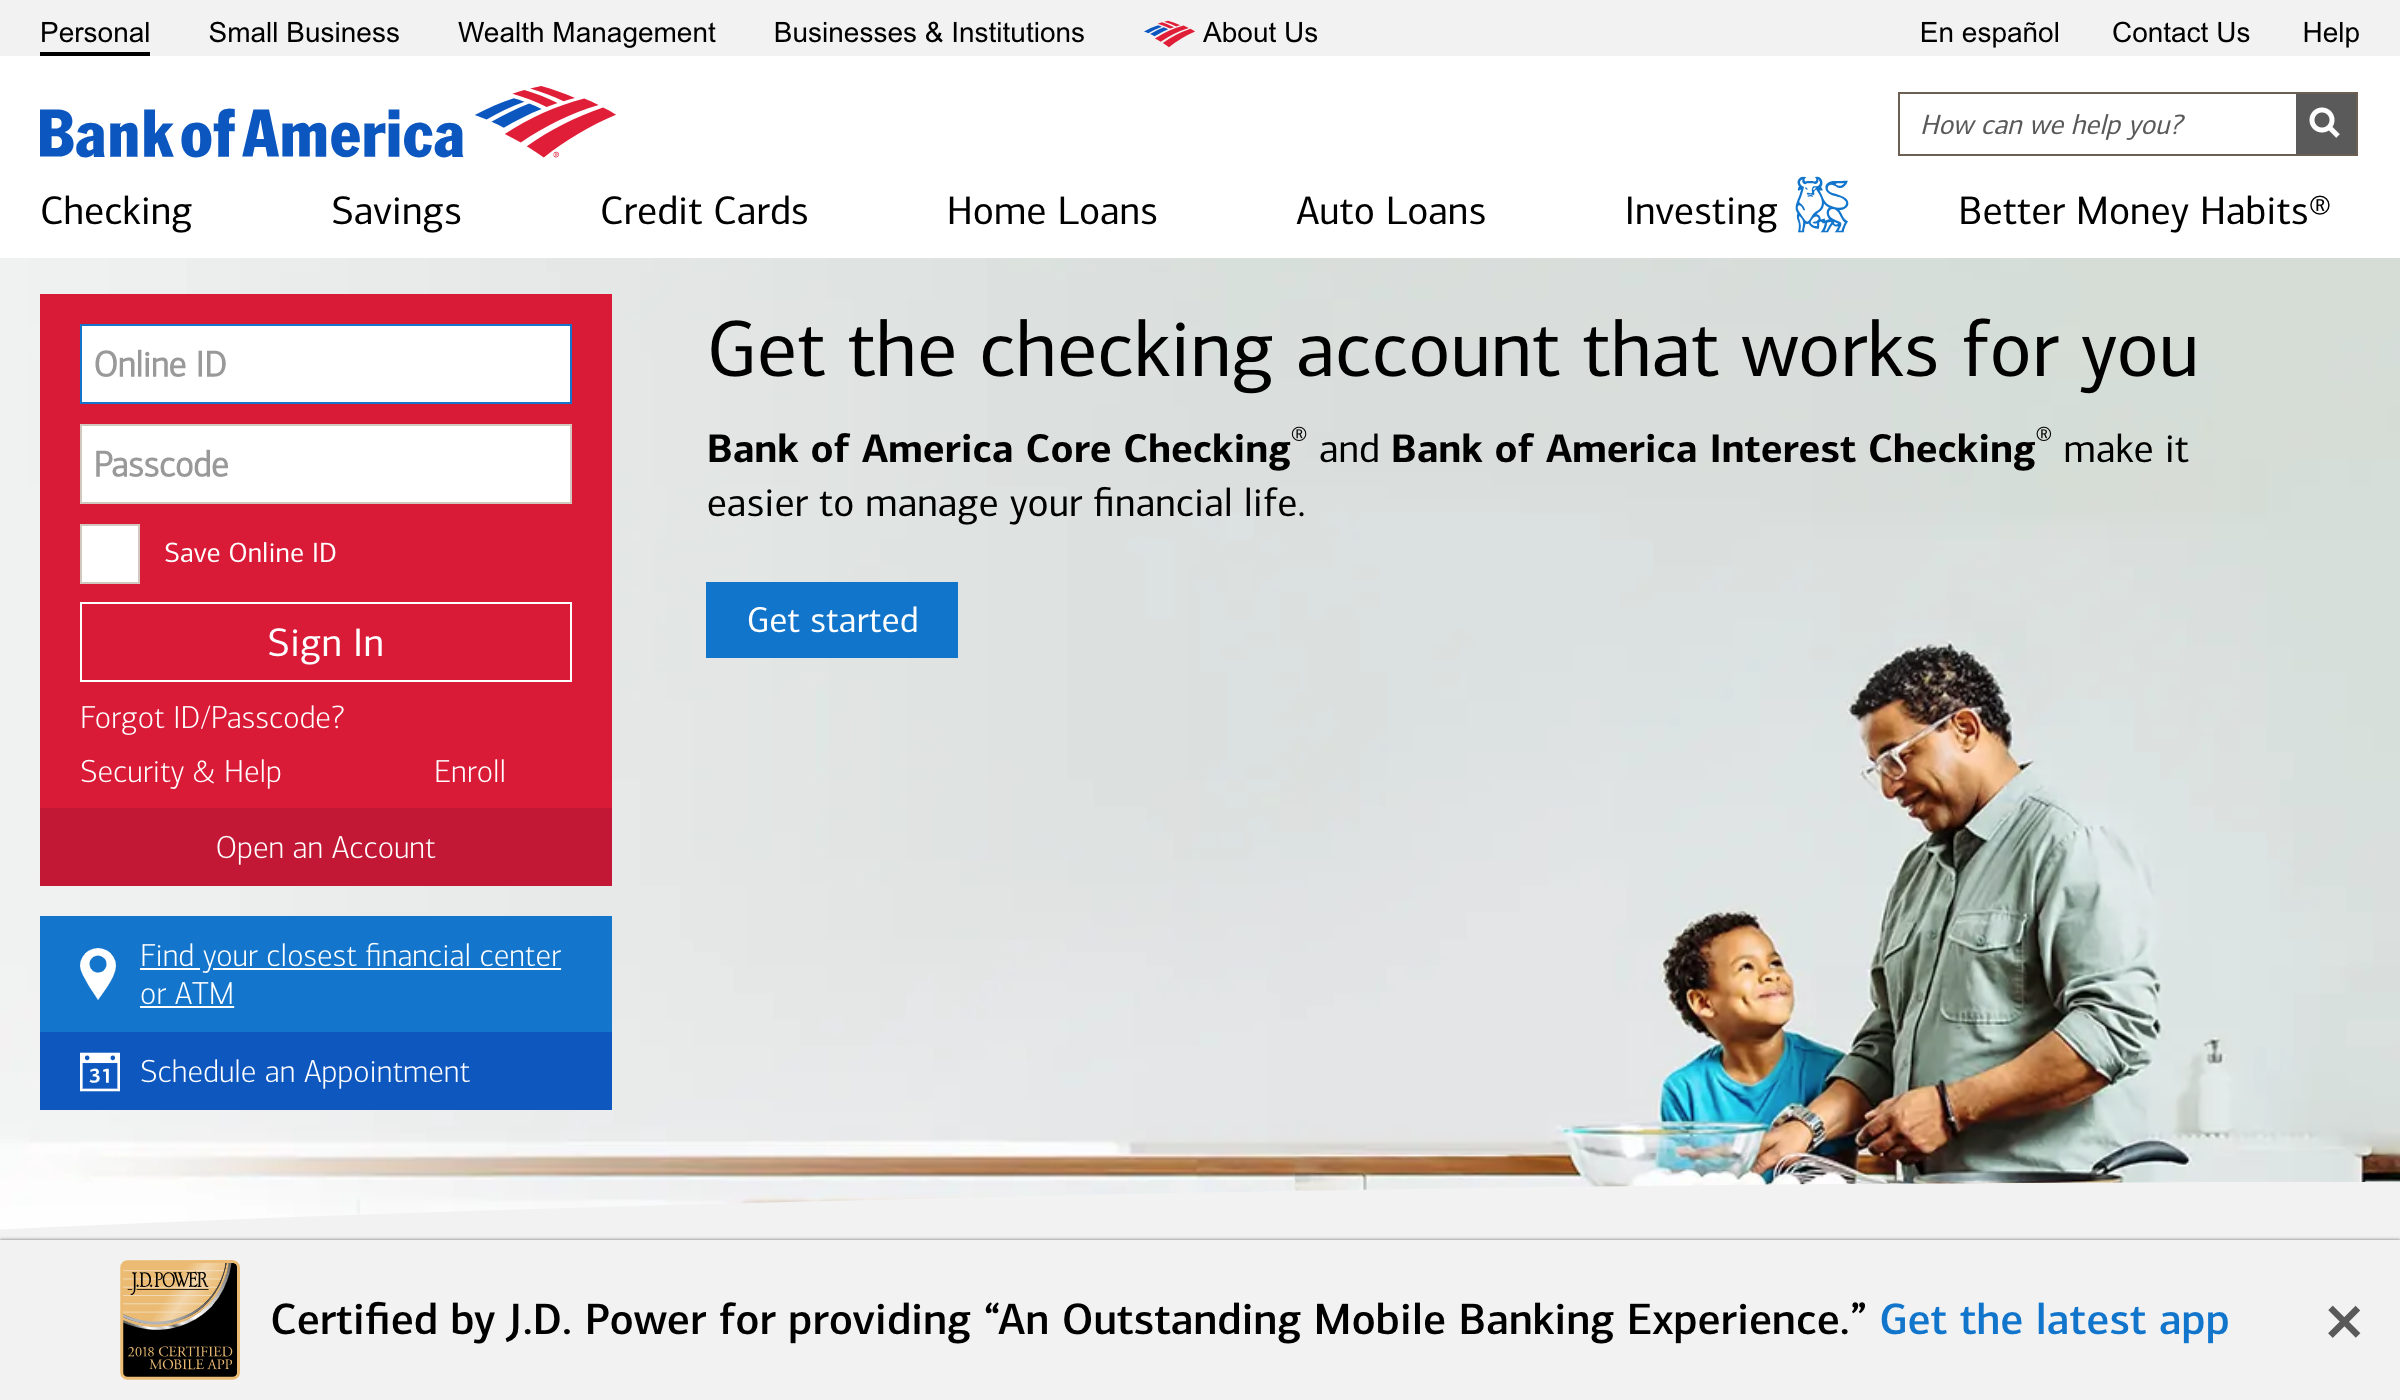 Personal
Small Business
Wealth Management
Businesses & Institutions
About Us
En español
Contact Us
Help
Bank of America
How can we help you?
Checking
Savings
Credit Cards
Home Loans
Auto Loans
Investing
Better Money Habits®
Online ID
Passcode
Save Online ID
Sign In
Forgot ID/Passcode?
Security & Help
Enroll
Open an Account
Find your closest financial center
or ATM
31
Schedule an Appointment
Get the checking account that works for you
Bank of America Core Checking® and Bank of America Interest Checking® make it
easier to manage your financial life.
Get started
J.D.POWER
2018 CERTIFIED
MOBILE APP
Certified by J.D. Power for providing “An Outstanding Mobile Banking Experience.” Get the latest app